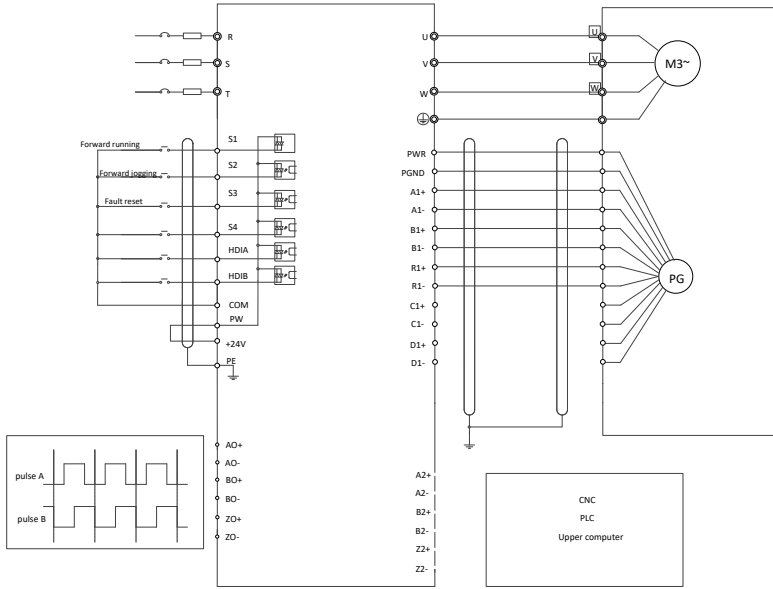 R
S
T
U
V
W
U
V
W
M3~
Forward running
Forward jogging
Fault reset
S1
S2
S3
S4
HDIA
HDIB
COM
PW
+24V
PE
PWR
PGND
A1+
A1-
B1+
B1-
R1+
R1-
C1+
C1-
D1+
D1-
PG
pulse A
pulse B
AO+
AO-
BO+
BO-
ZO+
ZO-
A2+
A2-
B2+
B2-
Z2+
Z2-
CNC
PLC
Upper computer